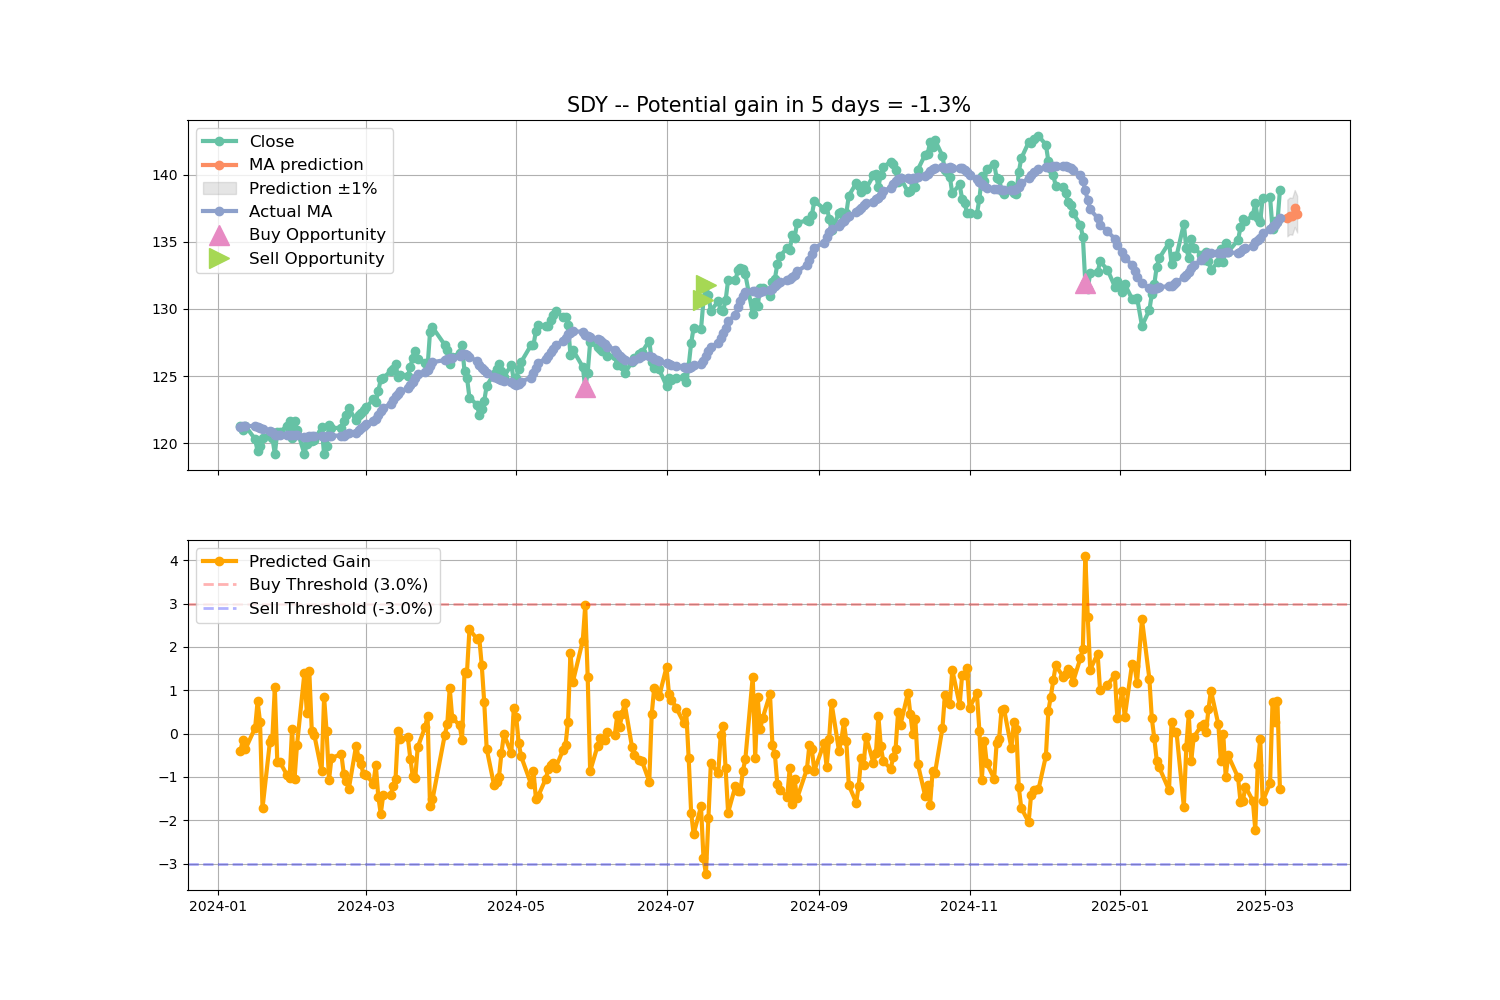 SDY -- Potential gain in 5 days = -1.3%
Close
MA prediction
Prediction ±1%
Actual MA
Buy Opportunity
Sell Opportunity
140
135
130
125
120
Predicted Gain
Buy Threshold (3.0%)
Sell Threshold (-3.0%)
4
3
2
1
0
−1
−2
−3
2024-01
2024-03
2024-05
2024-07
2024-09
2024-11
2025-01
2025-03